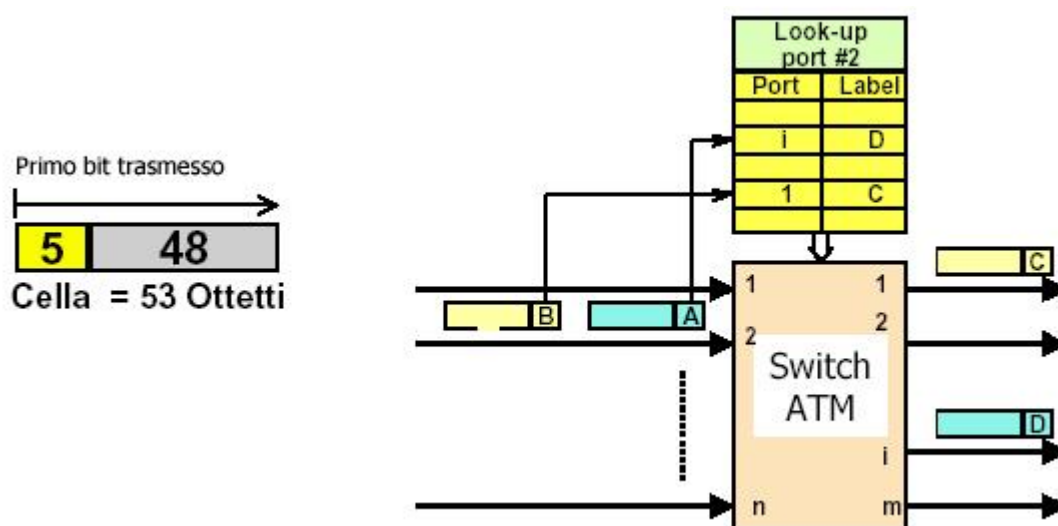 Primo bit trasmesso
5 48
Cella = 53 Ottetti
Look-up
port #2
Port Label
i D
1 C
B A
1 1
2 2
Switch
ATM
i
n m
C
D